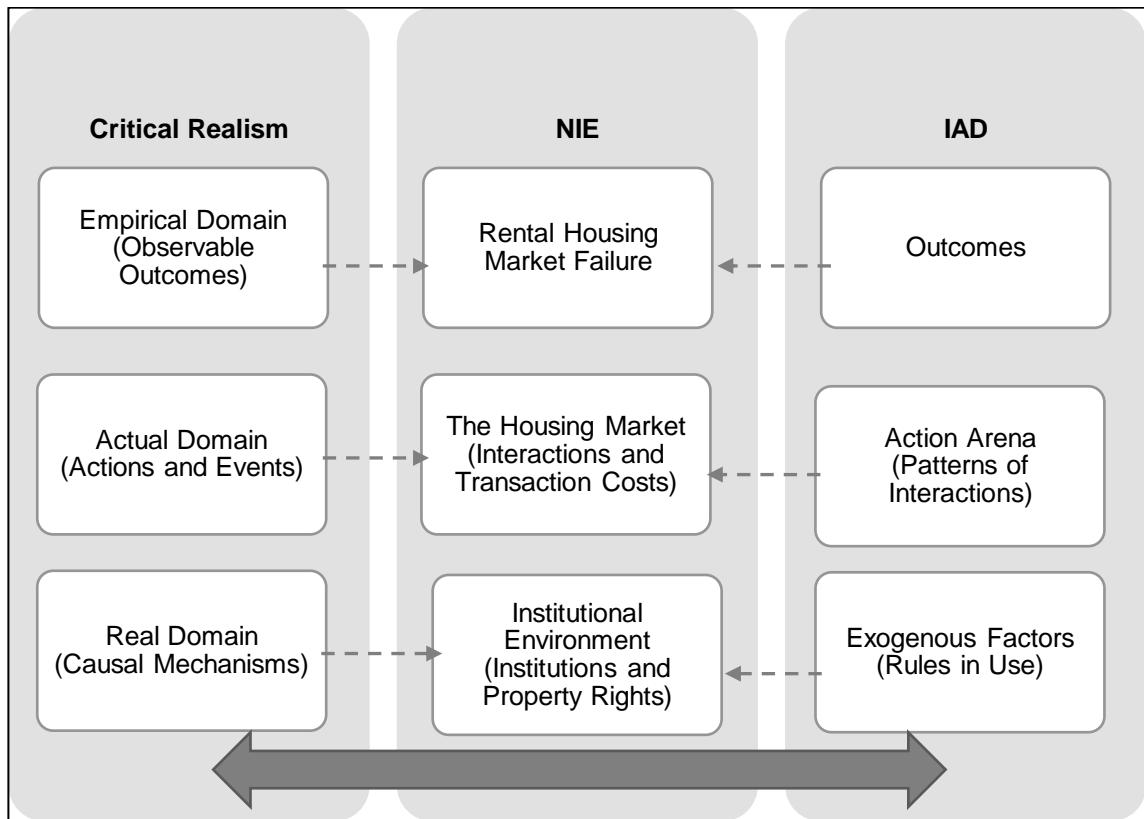 Critical Realism
NIE
IAD
Empirical Domain
(Observable
Outcomes)
Rental Housing
Market Failure
Outcomes
Actual Domain
(Actions and Events)
The Housing Market
(Interactions and
Transaction Costs)
Action Arena
(Patterns of
Interactions)
Real Domain
(Causal Mechanisms)
Institutional
Environment
(Institutions and
Property Rights)
Exogenous Factors
(Rules in Use)